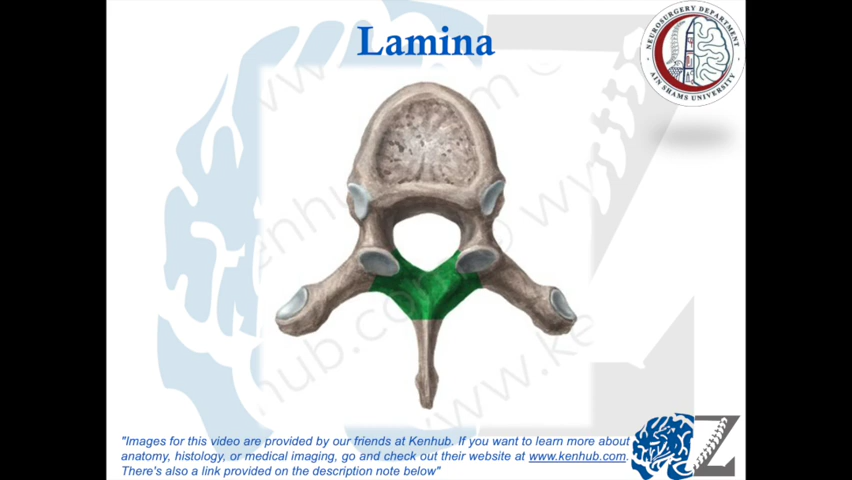 Lamina
NEUROSURGERY DEPARTMENT
AIN SHAMS UNIVERSITY
"Images for this video are provided by our friends at Kenhub. If you want to learn more about
anatomy, histology, or medical imaging, go and check out their website at www.kenhub.com.
There's also a link provided on the description note below"